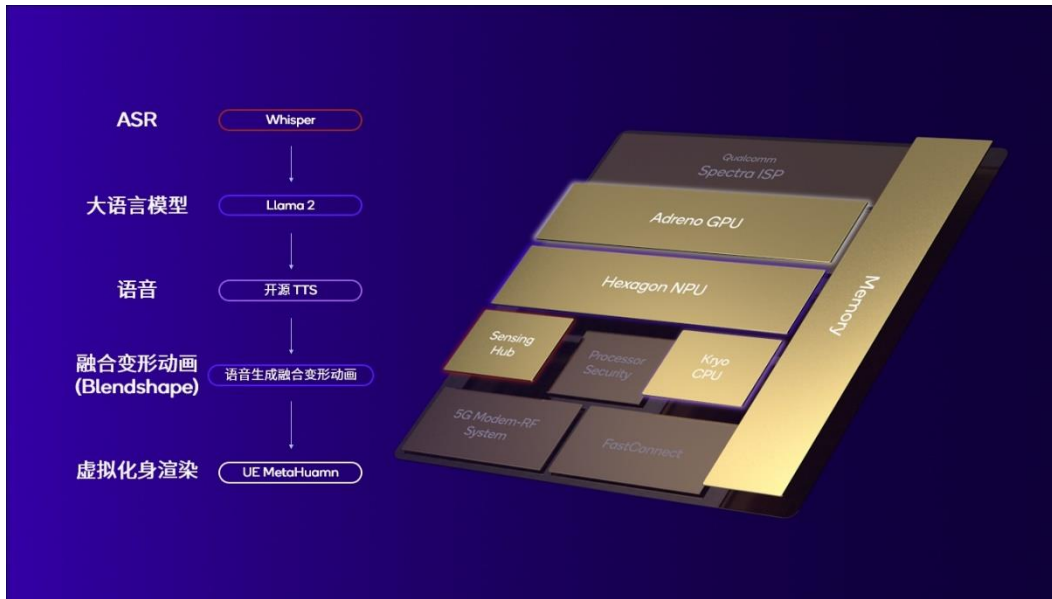 ASR
Whisper
大语言模型
Llama 2
语音
开源 TTS
融合变形动画
(Blendshape)
语音生成融合变形动画
虚拟化身渲染
UE MetaHuamn
Qualcomm
Spectra ISP
Adreno GPU
Hexagon NPU
Sensing
Hub
Processor
Security
Kryo
CPU
Memory
5G Modem-RF
System
FastConnect